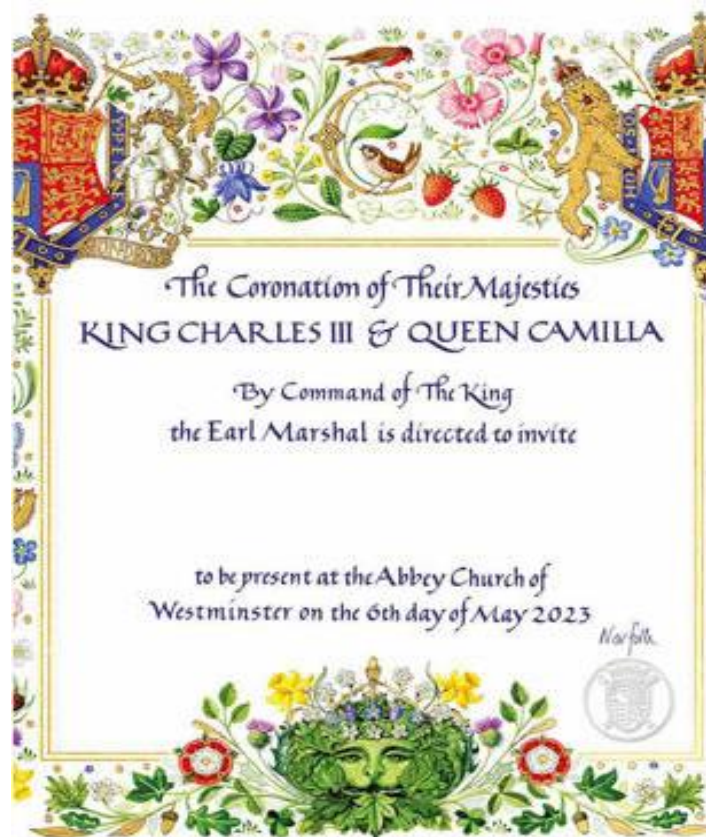 The Coronation of Their Majesties
KING CHARLES III & QUEEN CAMILLA
By Command of The King
the Earl Marshal is directed to invite
to be present at the Abbey Church of
Westminster on the 6th day of May 2023
Norfolk